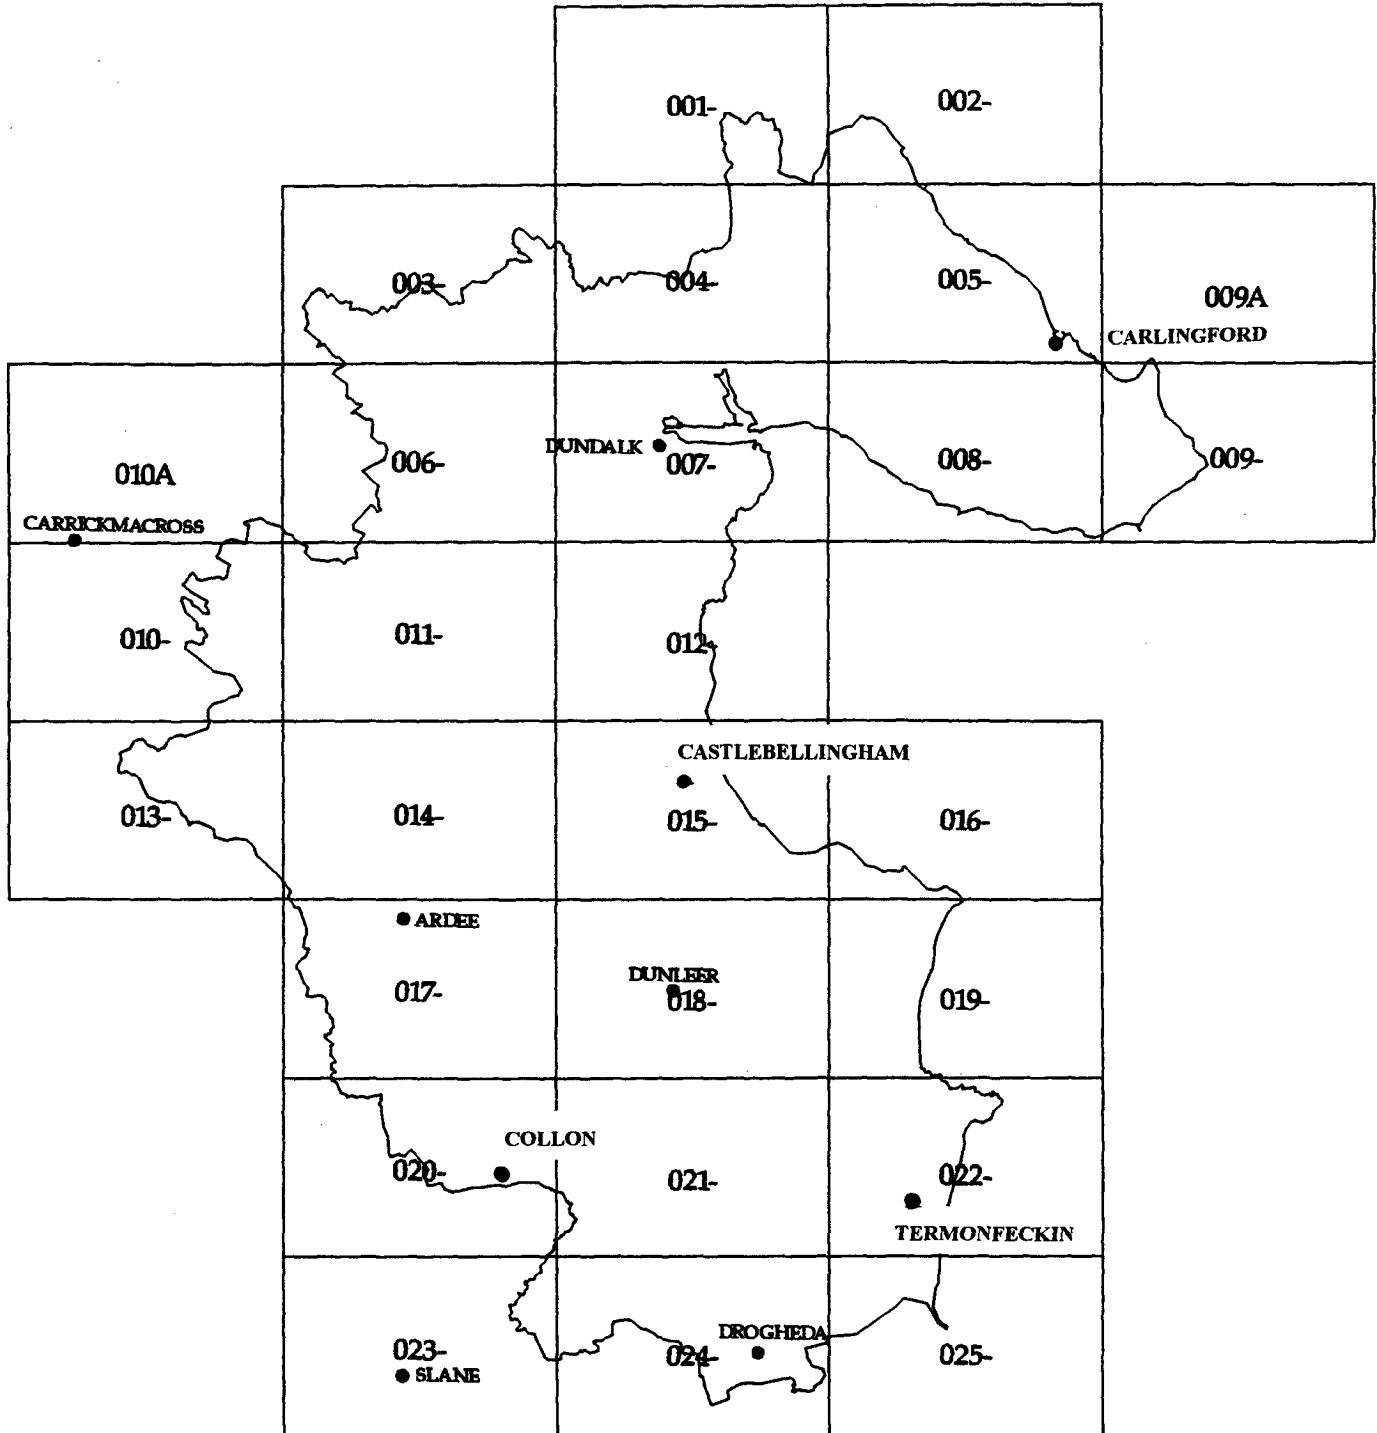 001-
002-
003-
004-
005-
009A
CARLINGFORD
010A
006-
DUNDALK
007-
008-
009-
CARRICKMACROSS
010-
011-
012-
CASTLEBELLINGHAM
013-
014-
015-
016-
ARDEE
017-
DUNLEER
018-
019-
COLLON
020-
021-
022-
TERMONFECKIN
DROGHEDA
023-
024-
025-
SLANE